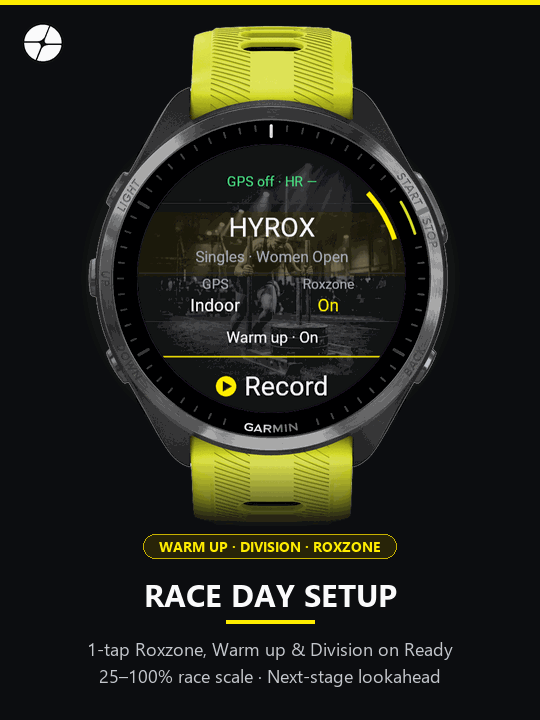 GPS off · HR —
HYROX
Singles · Women Open
GPS Roxzone
Indoor On
Warm up · On
Record
GARMIN
LIGHT
START
STOP
UP
DOWN
BACK
WARM UP · DIVISION · ROXZONE
RACE DAY SETUP
1-tap Roxzone, Warm up & Division on Ready
25–100% race scale · Next-stage lookahead